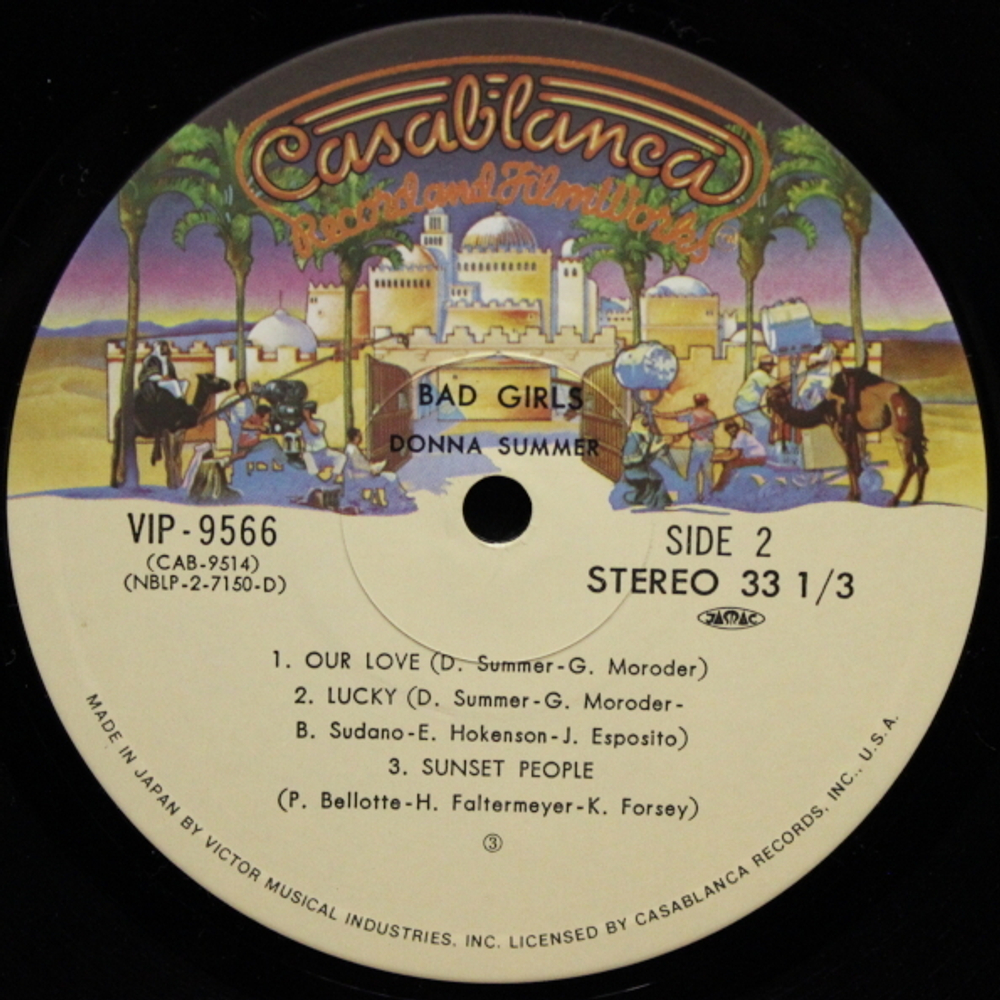 Casablanca
Record and FilmWorks
TM
BAD GIRLS
DONNA SUMMER
VIP-9566
(CAB-9514)
(NBLP-2-7150-D)
SIDE 2
STEREO 33 1/3
JASRAC
1. OUR LOVE (D. Summer-G. Moroder)
2. LUCKY (D. Summer-G. Moroder-
B. Sudano-E. Hokenson-J. Esposito)
3. SUNSET PEOPLE
(P. Bellotte-H. Faltermeyer-K. Forsey)
③
MADE IN JAPAN BY VICTOR MUSICAL INDUSTRIES, INC. LICENSED BY CASABLANCA RECORDS, INC., U.S.A.